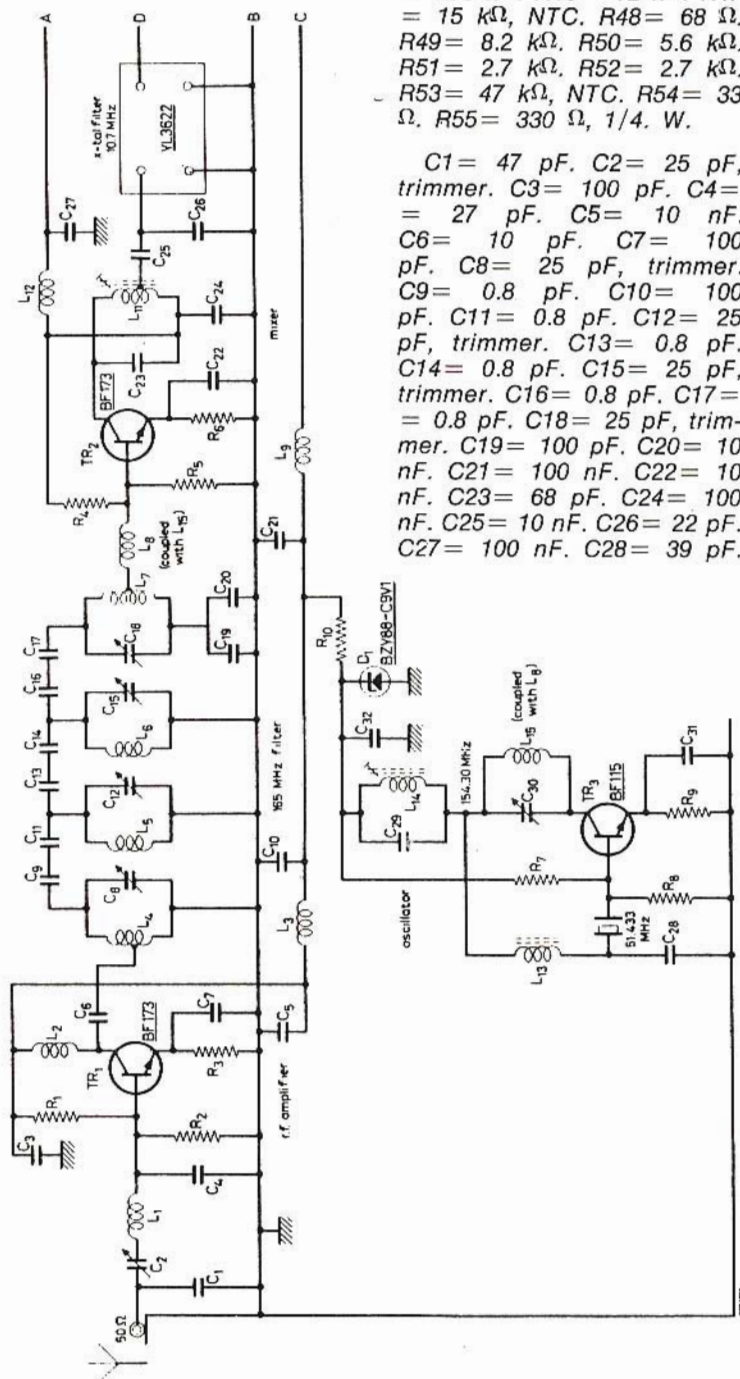 = 15 kΩ, NTC. R48= 68 Ω.
R49= 8.2 kΩ. R50= 5.6 kΩ.
R51= 2.7 kΩ. R52= 2.7 kΩ.
R53= 47 kΩ, NTC. R54= 33
Ω. R55= 330 Ω, 1/4. W.
C1= 47 pF. C2= 25 pF,
trimmer. C3= 100 pF. C4=
= 27 pF. C5= 10 nF.
C6= 10 pF. C7= 100
pF. C8= 25 pF, trimmer.
C9= 0.8 pF. C10= 100
pF. C11= 0.8 pF. C12= 25
pF, trimmer. C13= 0.8 pF.
C14= 0.8 pF. C15= 25 pF,
trimmer. C16= 0.8 pF. C17=
= 0.8 pF. C18= 25 pF, trim-
mer. C19= 100 pF. C20= 10
nF. C21= 100 nF. C22= 10
nF. C23= 68 pF. C24= 100
nF. C25= 10 nF. C26= 22 pF.
C27= 100 nF. C28= 39 pF.
A
D
B
C
x-tal filter
10.7 MHz
YL3622
C27
L12
C26
C25
L11
C24
C23
C22
mixer
BF173
TR2
R6
R5
R4
L9
L8
(coupled
with L15)
C21
L7
C20
C19
C18
C17
C16
C15
L6
C14
C13
C12
L5
165 MHz filter
C11
C9
C8
L4
C10
L3
C6
L2
BF173
TR1
C7
R3
C5
R1
R2
C3
C4
r.f. amplifier
L1
C2
C1
50Ω
R10
BZY88-C9V1
D1
C32
L14
C29
154.30 MHz
oscillator
L15
(coupled
with L8)
C30
TR3
BF115
C31
R9
R7
R8
51.433
MHz
L13
C28